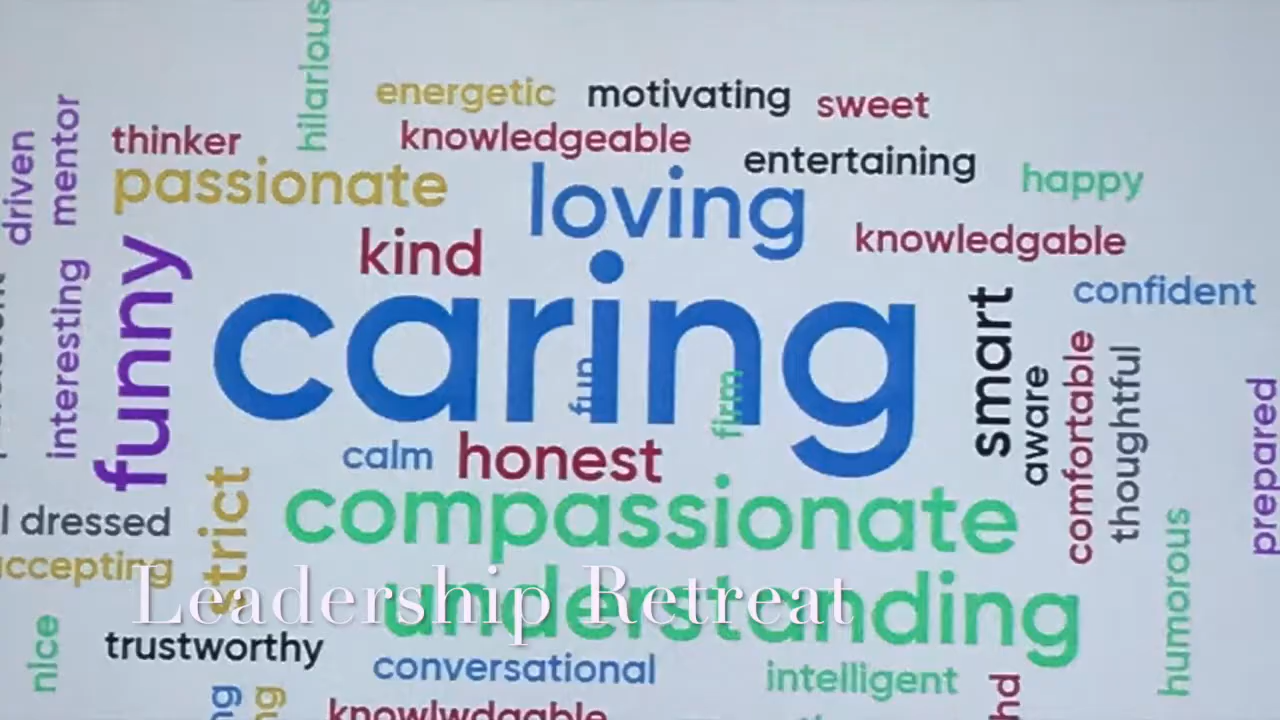 hilarious
energetic
motivating
sweet
driven
mentor
thinker
knowledgeable
entertaining
passionate
loving
happy
kind
knowledgable
funny
interesting
caring
confident
smart
fun
firm
aware
comfortable
thoughtful
prepared
calm
honest
strict
compassionate
l dressed
ccepting
Leadership Retreat
understanding
humorous
nice
trustworthy
conversational
intelligent
knowlwdgable